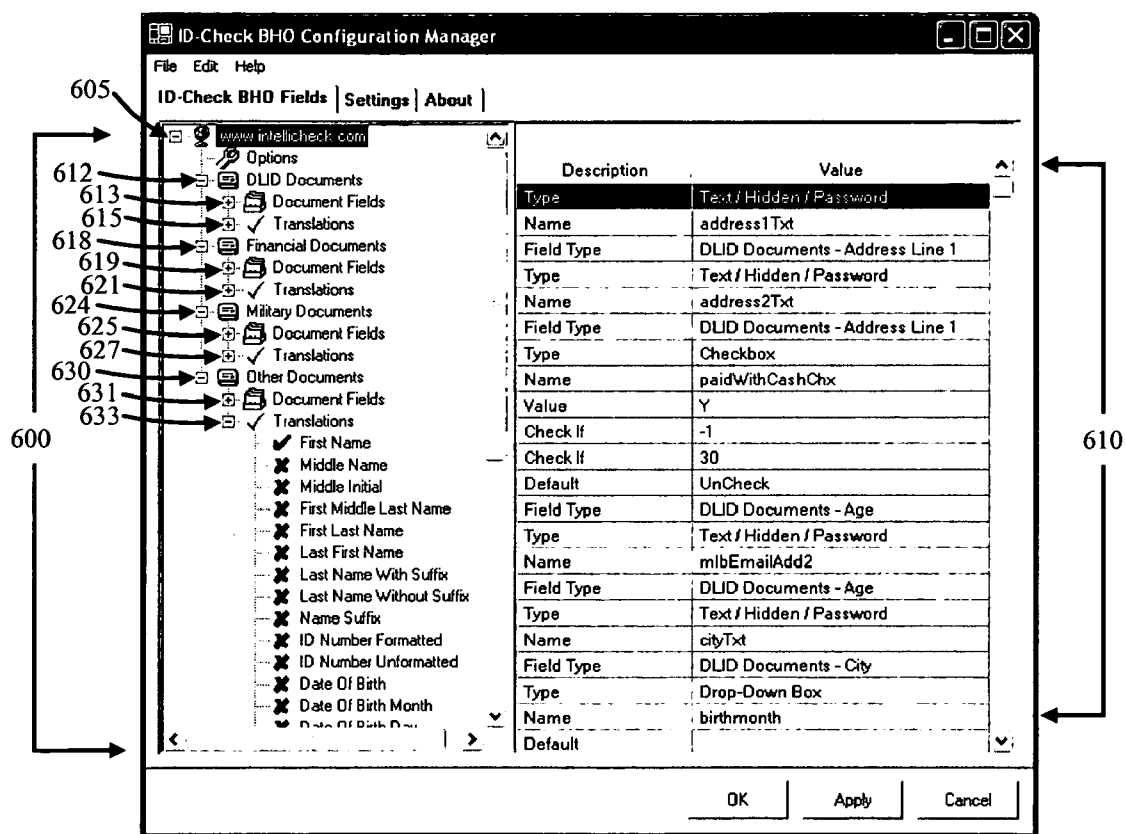 ID-Check BHO Configuration Manager
File Edit Help
ID-Check BHO Fields Settings About
605
600
www.intellicheck.com
Options
612 DLID Documents
613 Document Fields
615 Translations
618 Financial Documents
619 Document Fields
621 Translations
624 Military Documents
625 Document Fields
627 Translations
630 Other Documents
631 Document Fields
633 Translations
First Name
Middle Name
Middle Initial
First Middle Last Name
First Last Name
Last First Name
Last Name With Suffix
Last Name Without Suffix
Name Suffix
ID Number Formatted
ID Number Unformatted
Date Of Birth
Date Of Birth Month
Date Of Birth Day
Description Value
Type Text / Hidden / Password
Name address1Txt
Field Type DLID Documents - Address Line 1
Type Text / Hidden / Password
Name address2Txt
Field Type DLID Documents - Address Line 1
Type Checkbox
Name paidWithCashChx
Value Y
Check If -1
Check If 30
Default UnCheck
Field Type DLID Documents - Age
Type Text / Hidden / Password
Name mlbEmailAdd2
Field Type DLID Documents - Age
Type Text / Hidden / Password
Name cityTxt
Field Type DLID Documents - City
Type Drop-Down Box
Name birthmonth
Default
610
OK Apply Cancel